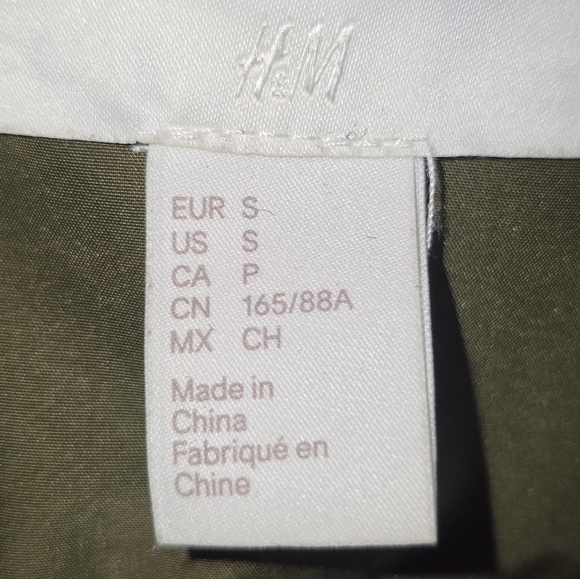 H&M
EUR S
US S
CA P
CN 165/88A
MX CH
Made in
China
Fabriqué en
Chine